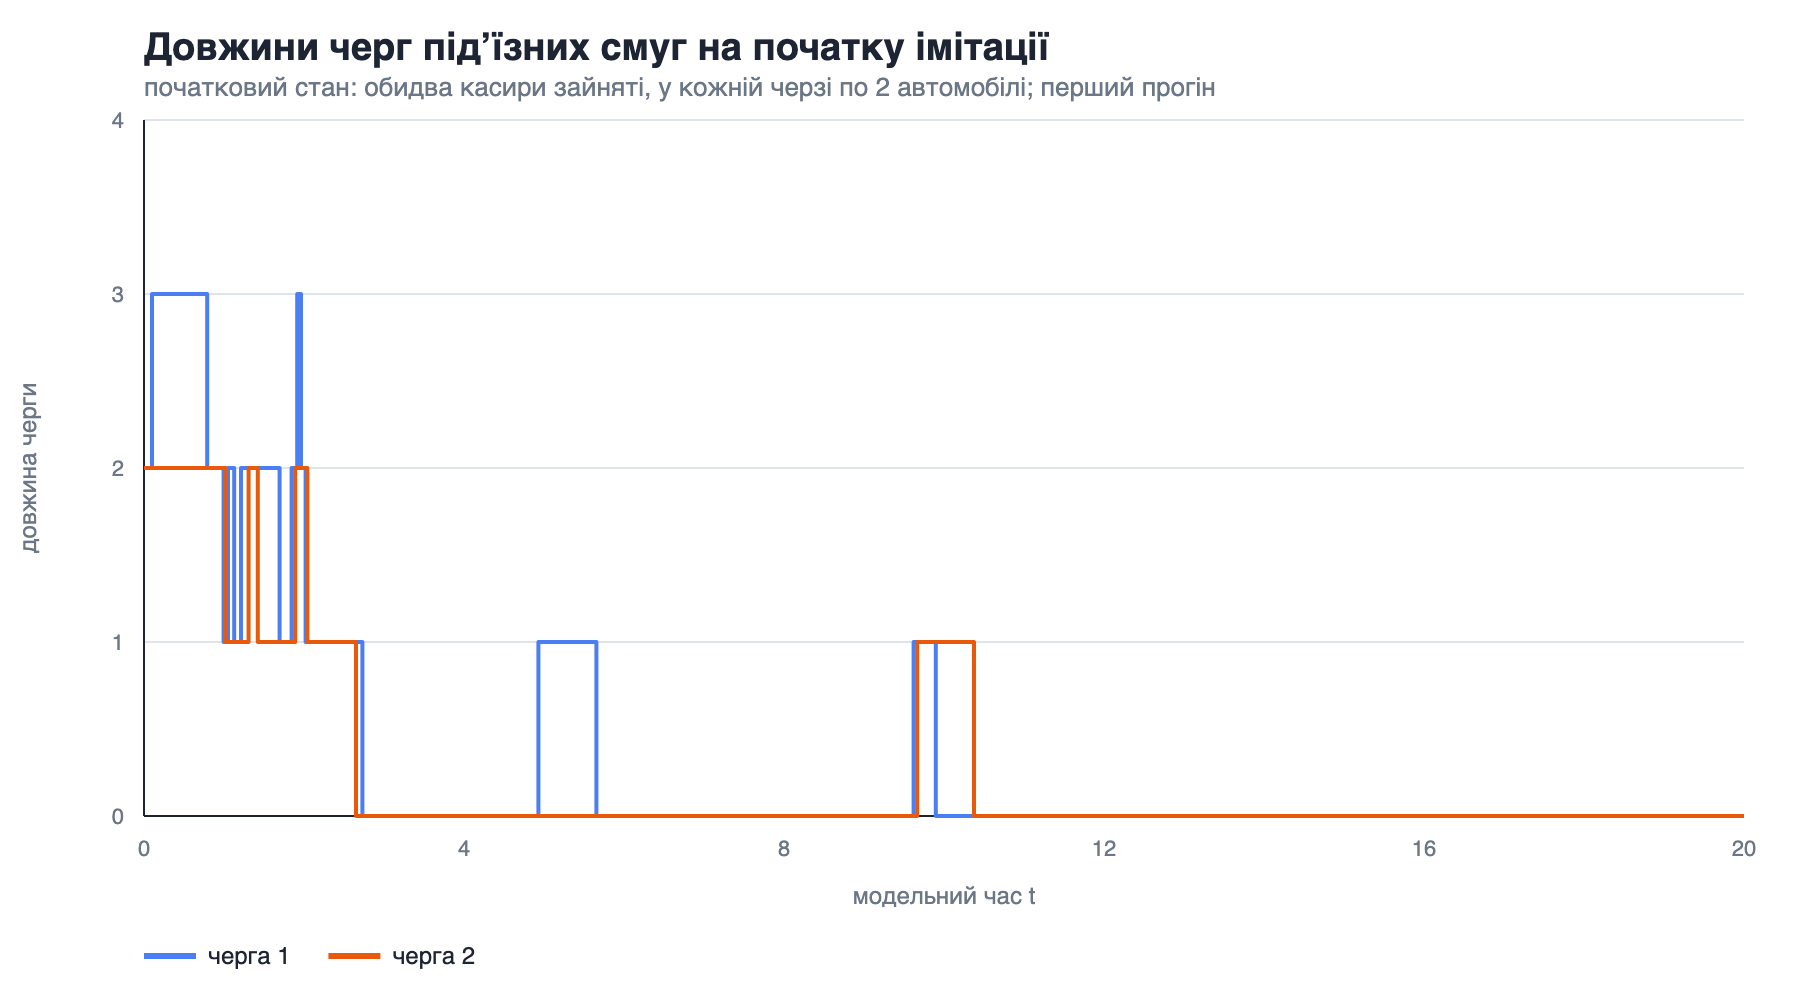 Довжини черг під’їзних смуг на початку імітації
початковий стан: обидва касири зайняті, у кожній черзі по 2 автомобілі; перший прогін
4
3
2
1
0
довжина черги
0 4 8 12 16 20
модельний час t
черга 1 черга 2